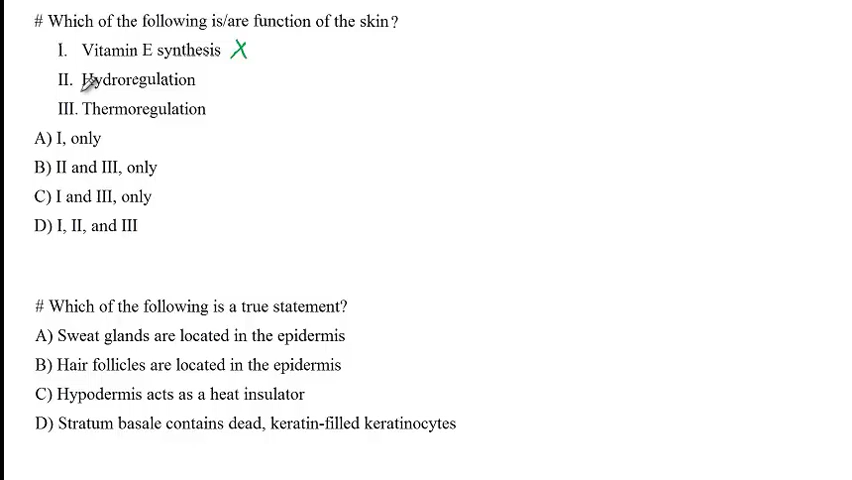 # Which of the following is/are function of the skin?
I. Vitamin E synthesis X
II. Hydroregulation
III. Thermoregulation
A) I, only
B) II and III, only
C) I and III, only
D) I, II, and III
# Which of the following is a true statement?
A) Sweat glands are located in the epidermis
B) Hair follicles are located in the epidermis
C) Hypodermis acts as a heat insulator
D) Stratum basale contains dead, keratin-filled keratinocytes